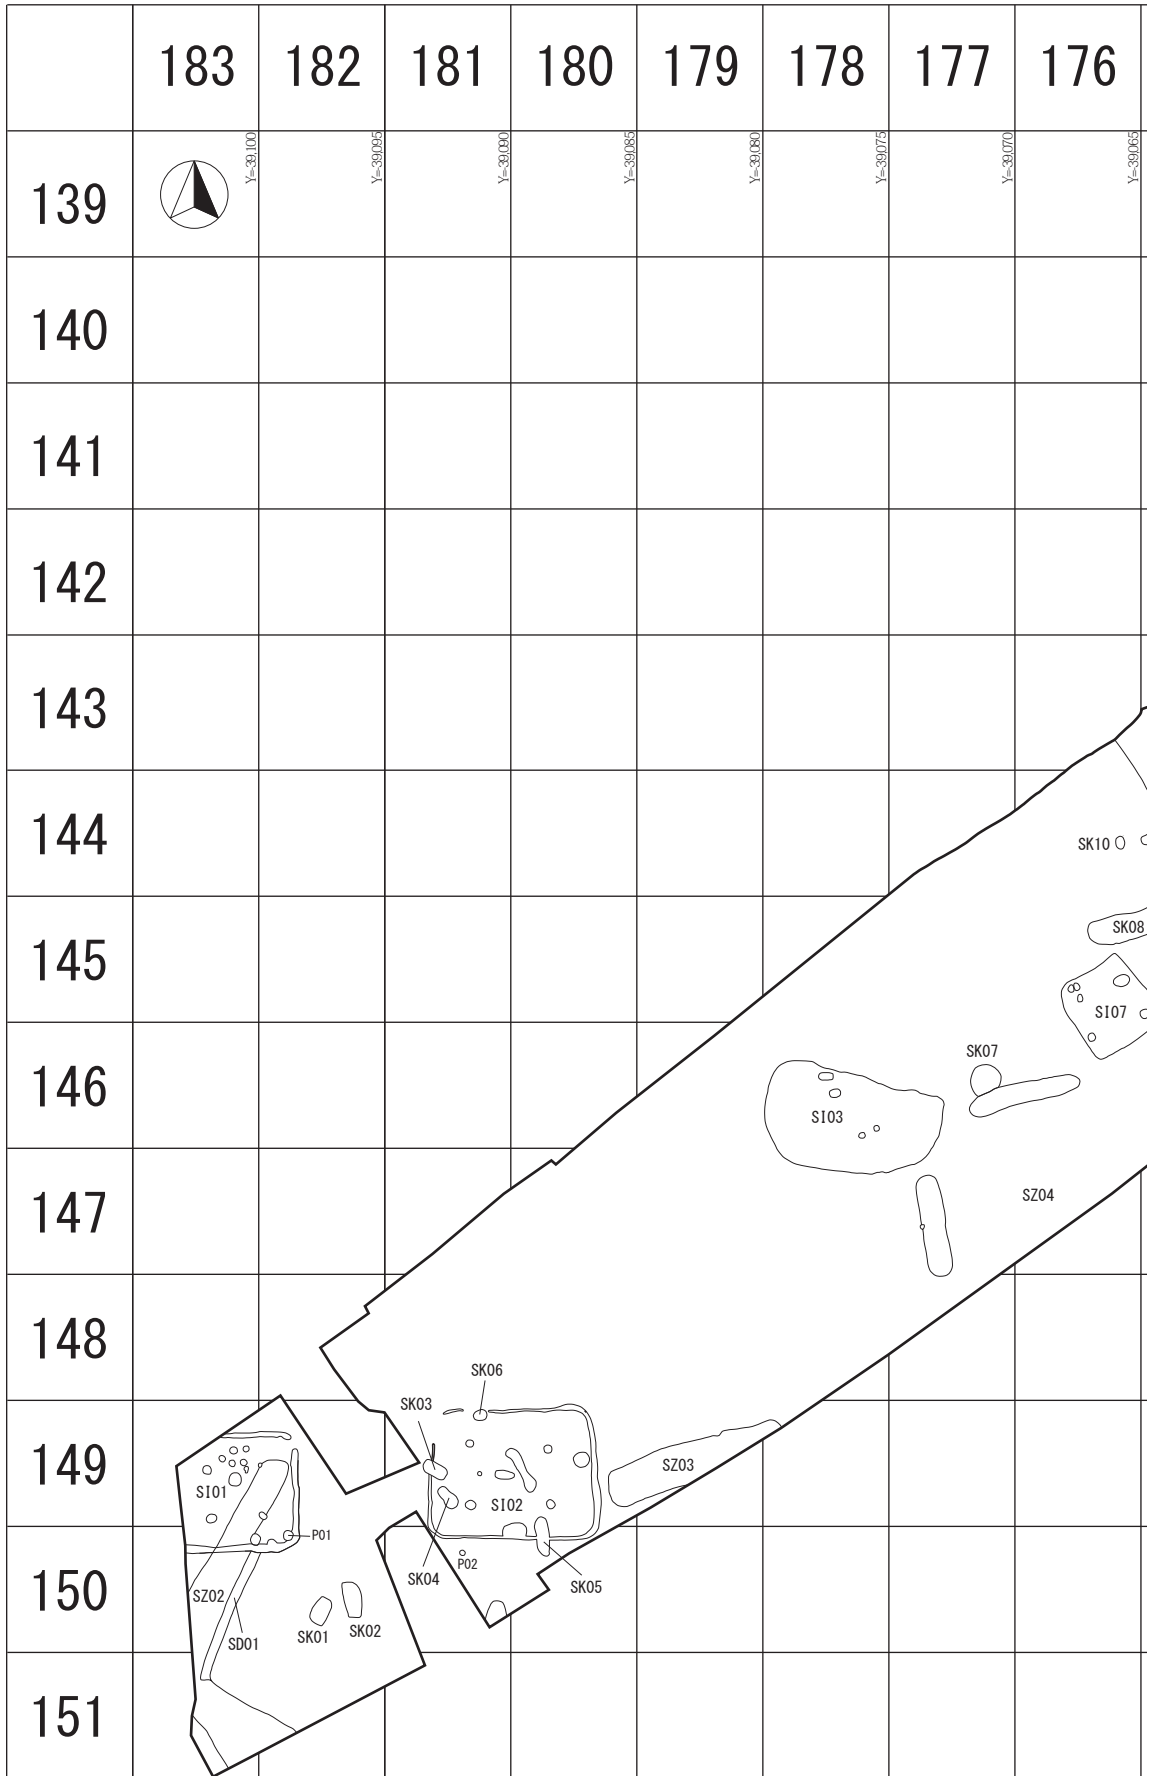 183 182 181 180 179 178 177 176
Y=-39,100 Y=-39,095 Y=-39,090 Y=-39,085 Y=-39,080 Y=-39,075 Y=-39,070 Y=-39,065
139
140
141
142
143
144
SK10
SK08
145
SI07
SK07
146
SI03
147
SZ04
148
SK06
SK03
149
SZ03
SI01
SI02
P01
P02
SK04
SK05
150
SZ02
SK02
SK01
SD01
151